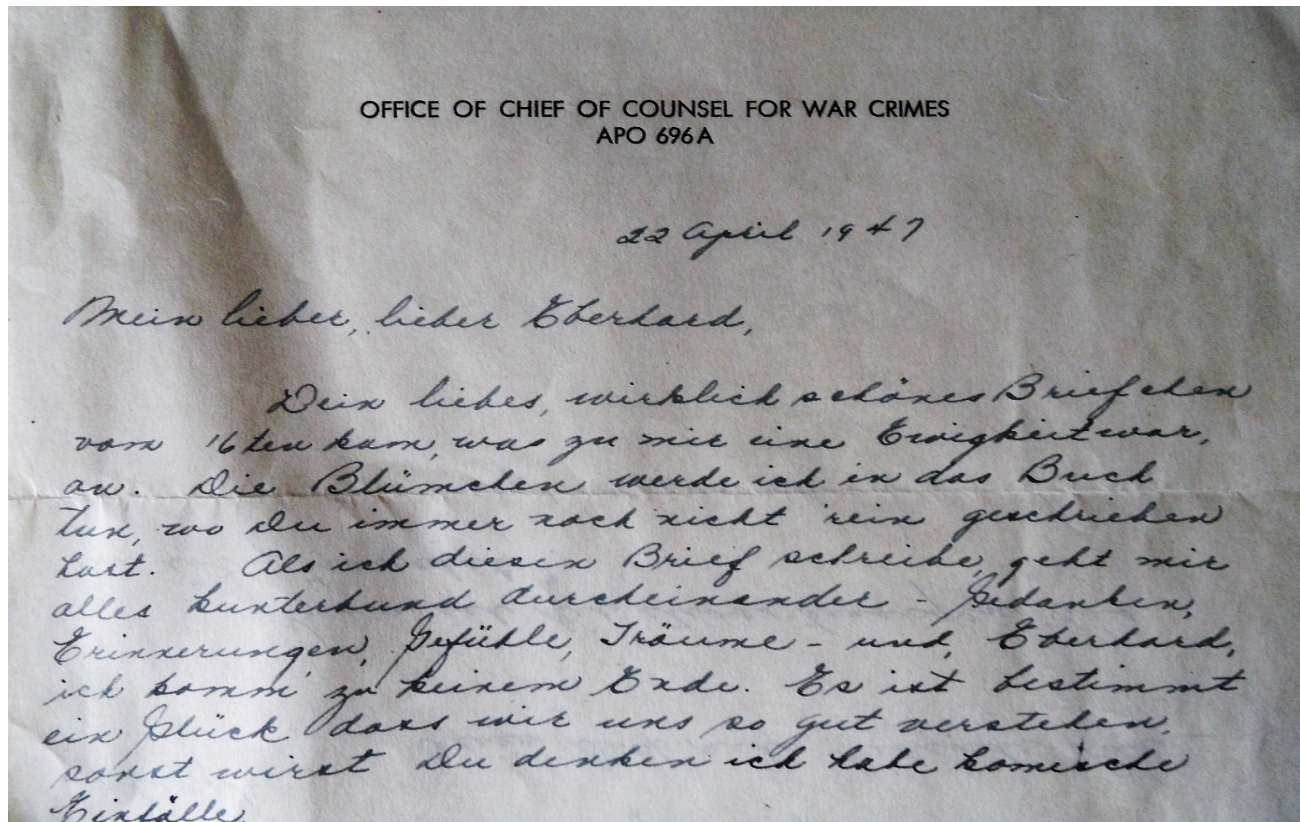 OFFICE OF CHIEF OF COUNSEL FOR WAR CRIMES
APO 696A
22 April 1947
Mein lieber, lieber Eberhard,
Dein liebes, wirklich schönes Briefchen
vom 16ten kam, was zu mir eine Ewigkeit war,
an. Die Blümchen werde ich in das Buch
tun, wo Du immer noch nicht rein geschrieben
hast. Als ich diesen Brief schreibe, geht mir
alles kunterbund durcheinander - Gedanken,
Erinnerungen, Gefühle, Träume - und, Eberhard,
ich komm' zu keinem Ende. Es ist bestimmt
ein Glück dass wir uns so gut verstehen,
sonst wirst Du denken ich habe komische
Einfälle.